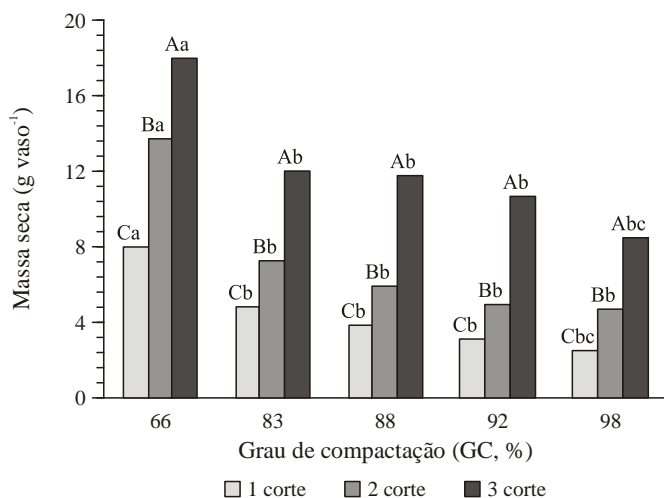 Massa seca (g vaso⁻¹)
20
16
12
8
4
0
Ca
Ba
Aa
Cb
Bb
Ab
Cb
Bb
Ab
Cb
Bb
Ab
Cbc
Bb
Abc
66 83 88 92 98
Grau de compactação (GC, %)
1 corte 2 corte 3 corte